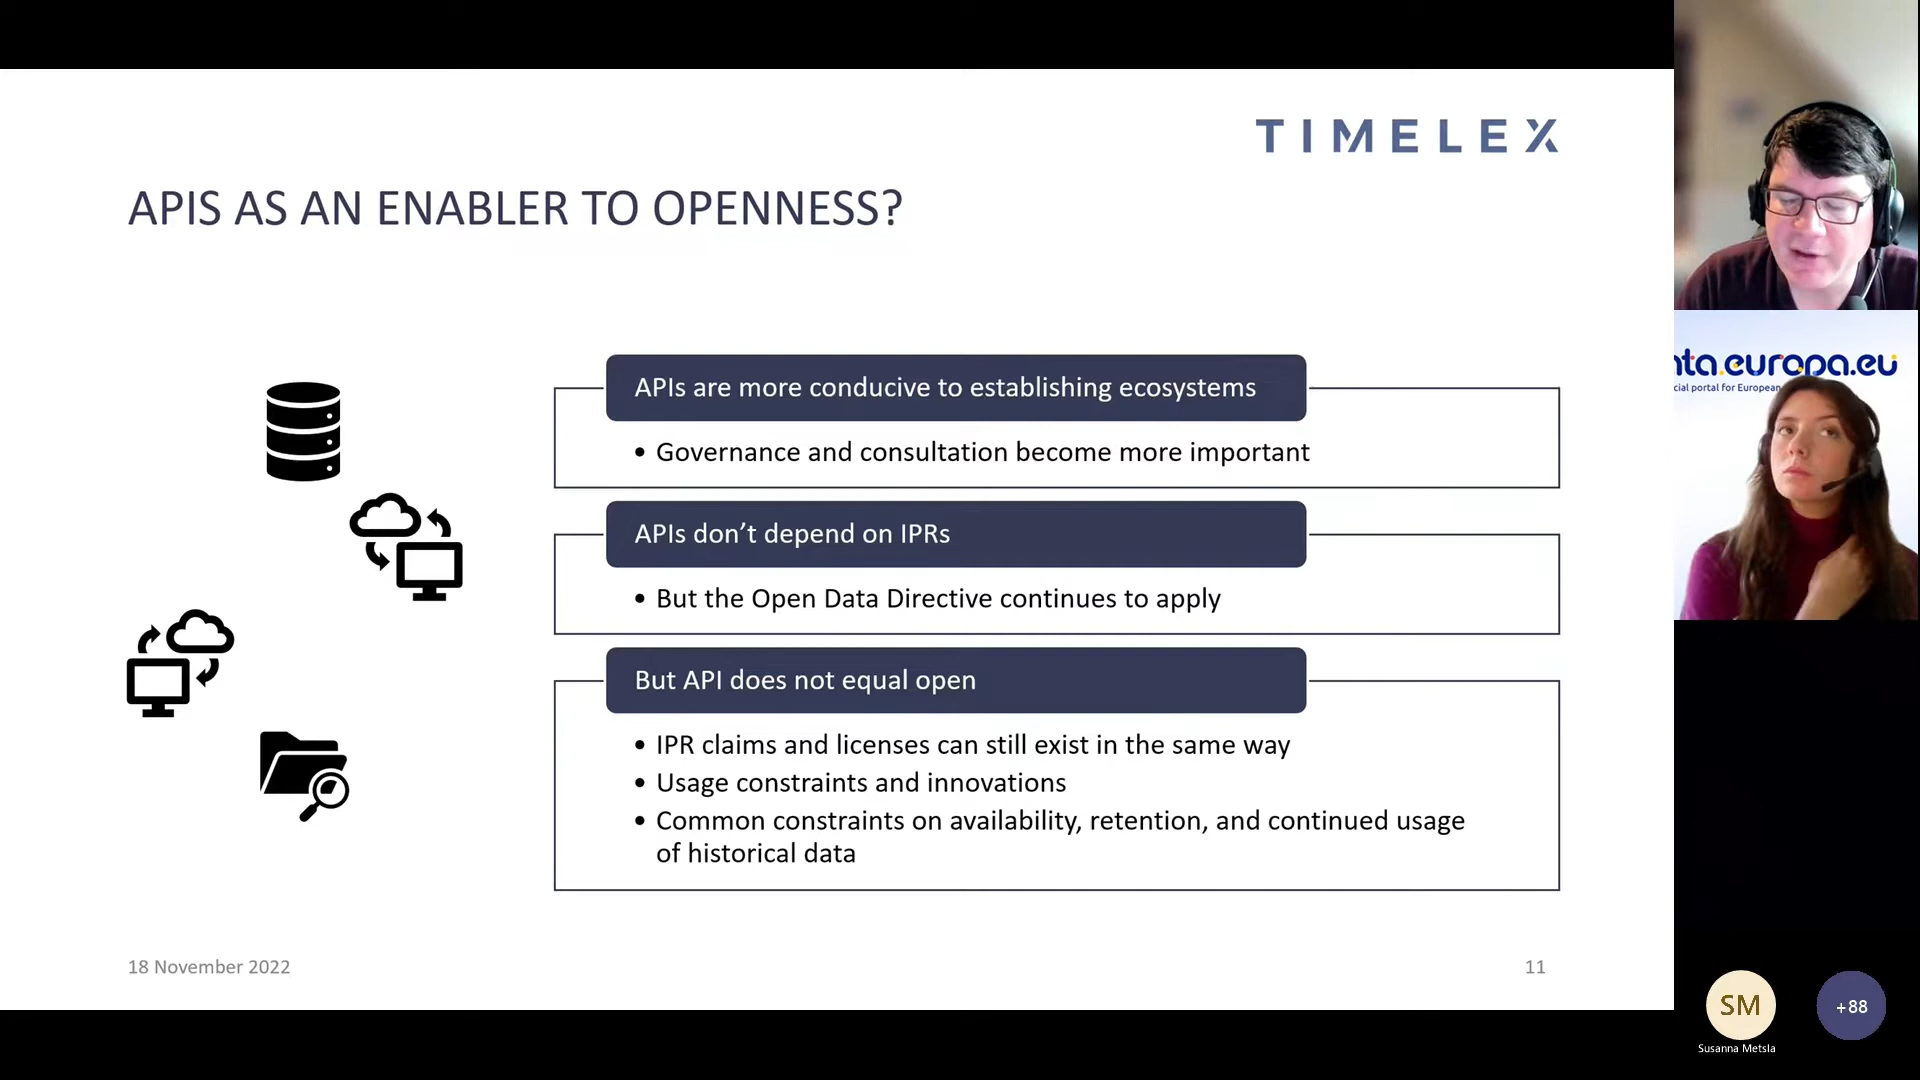 TIMELEX
APIS AS AN ENABLER TO OPENNESS?
APIs are more conducive to establishing ecosystems
• Governance and consultation become more important
APIs don’t depend on IPRs
• But the Open Data Directive continues to apply
But API does not equal open
• IPR claims and licenses can still exist in the same way
• Usage constraints and innovations
• Common constraints on availability, retention, and continued usage
of historical data
18 November 2022
11
ata.europa.eu
cial portal for European
SM
+88
Susanna Metsla